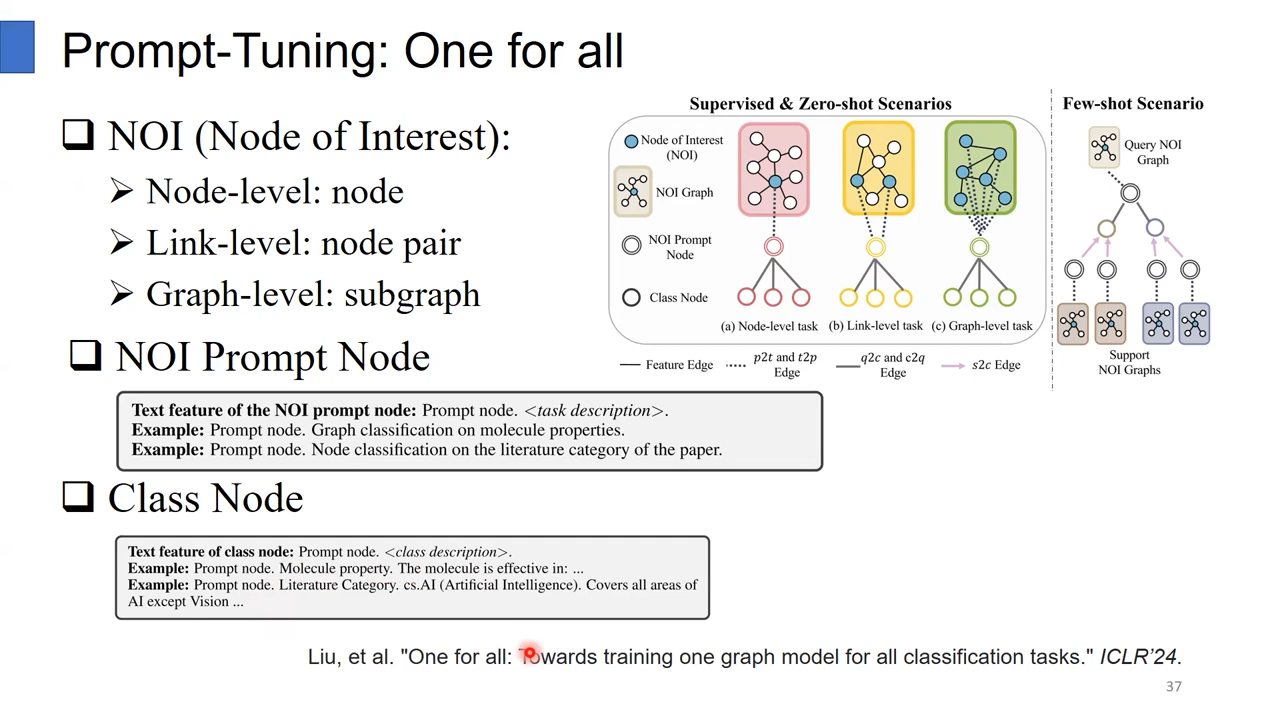 Prompt-Tuning: One for all
❑ NOI (Node of Interest):
➢ Node-level: node
➢ Link-level: node pair
➢ Graph-level: subgraph
❑ NOI Prompt Node
Text feature of the NOI prompt node: Prompt node. <task description>.
Example: Prompt node. Graph classification on molecule properties.
Example: Prompt node. Node classification on the literature category of the paper.
❑ Class Node
Text feature of class node: Prompt node. <class description>.
Example: Prompt node. Molecule property. The molecule is effective in: ...
Example: Prompt node. Literature Category. cs.AI (Artificial Intelligence). Covers all areas of
AI except Vision ...
Supervised & Zero-shot Scenarios
Node of Interest
(NOI)
NOI Graph
NOI Prompt
Node
Class Node
(a) Node-level task
(b) Link-level task
(c) Graph-level task
Feature Edge
p2t and t2p
Edge
q2c and c2q
Edge
s2c Edge
Few-shot Scenario
Query NOI
Graph
Support
NOI Graphs
Liu, et al. "One for all: Towards training one graph model for all classification tasks." ICLR’24.
37